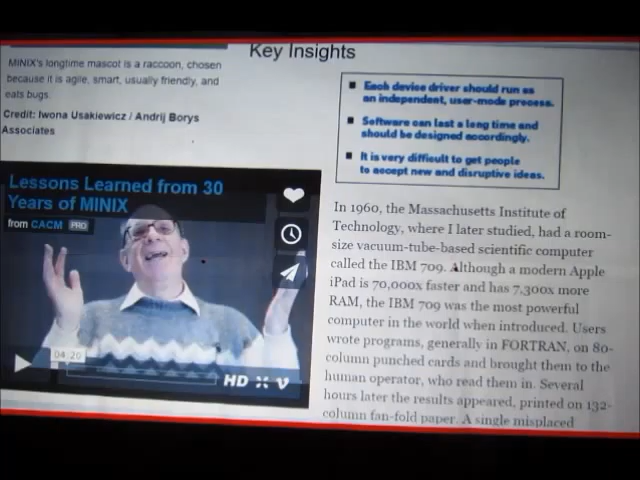 Key Insights
MINIX's longtime mascot is a raccoon, chosen
because it is agile, smart, usually friendly, and
eats bugs.
Credit: Iwona Usakiewicz / Andrij Borys
Associates
Lessons Learned from 30
Years of MINIX
from CACM PRO
04:20
HD
Each device driver should run as
an independent, user-mode process.
Software can last a long time and
should be designed accordingly.
It is very difficult to get people
to accept new and disruptive ideas.
In 1960, the Massachusetts Institute of
Technology, where I later studied, had a room-
size vacuum-tube-based scientific computer
called the IBM 709. Although a modern Apple
iPad is 70,000x faster and has 7,300x more
RAM, the IBM 709 was the most powerful
computer in the world when introduced. Users
wrote programs, generally in FORTRAN, on 80-
column punched cards and brought them to the
human operator, who read them in. Several
hours later the results appeared, printed on 132-
column fan-fold paper. A single misplaced